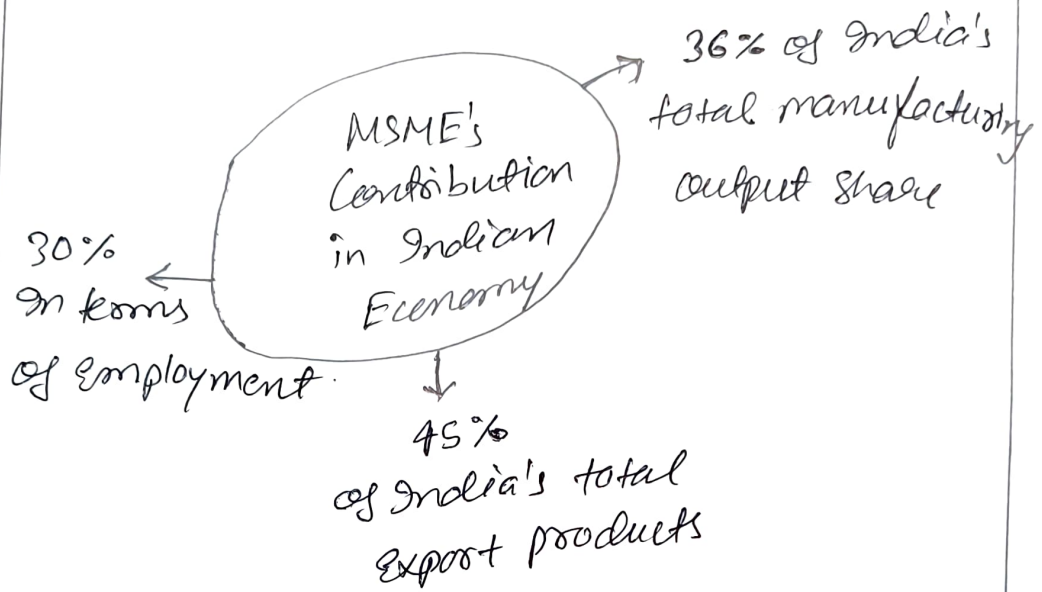 MSME's
Contribution
in Indian
Economy
36% of India's
total manufacturing
output share
30%
In terms
of Employment.
45%
of India's total
Export products